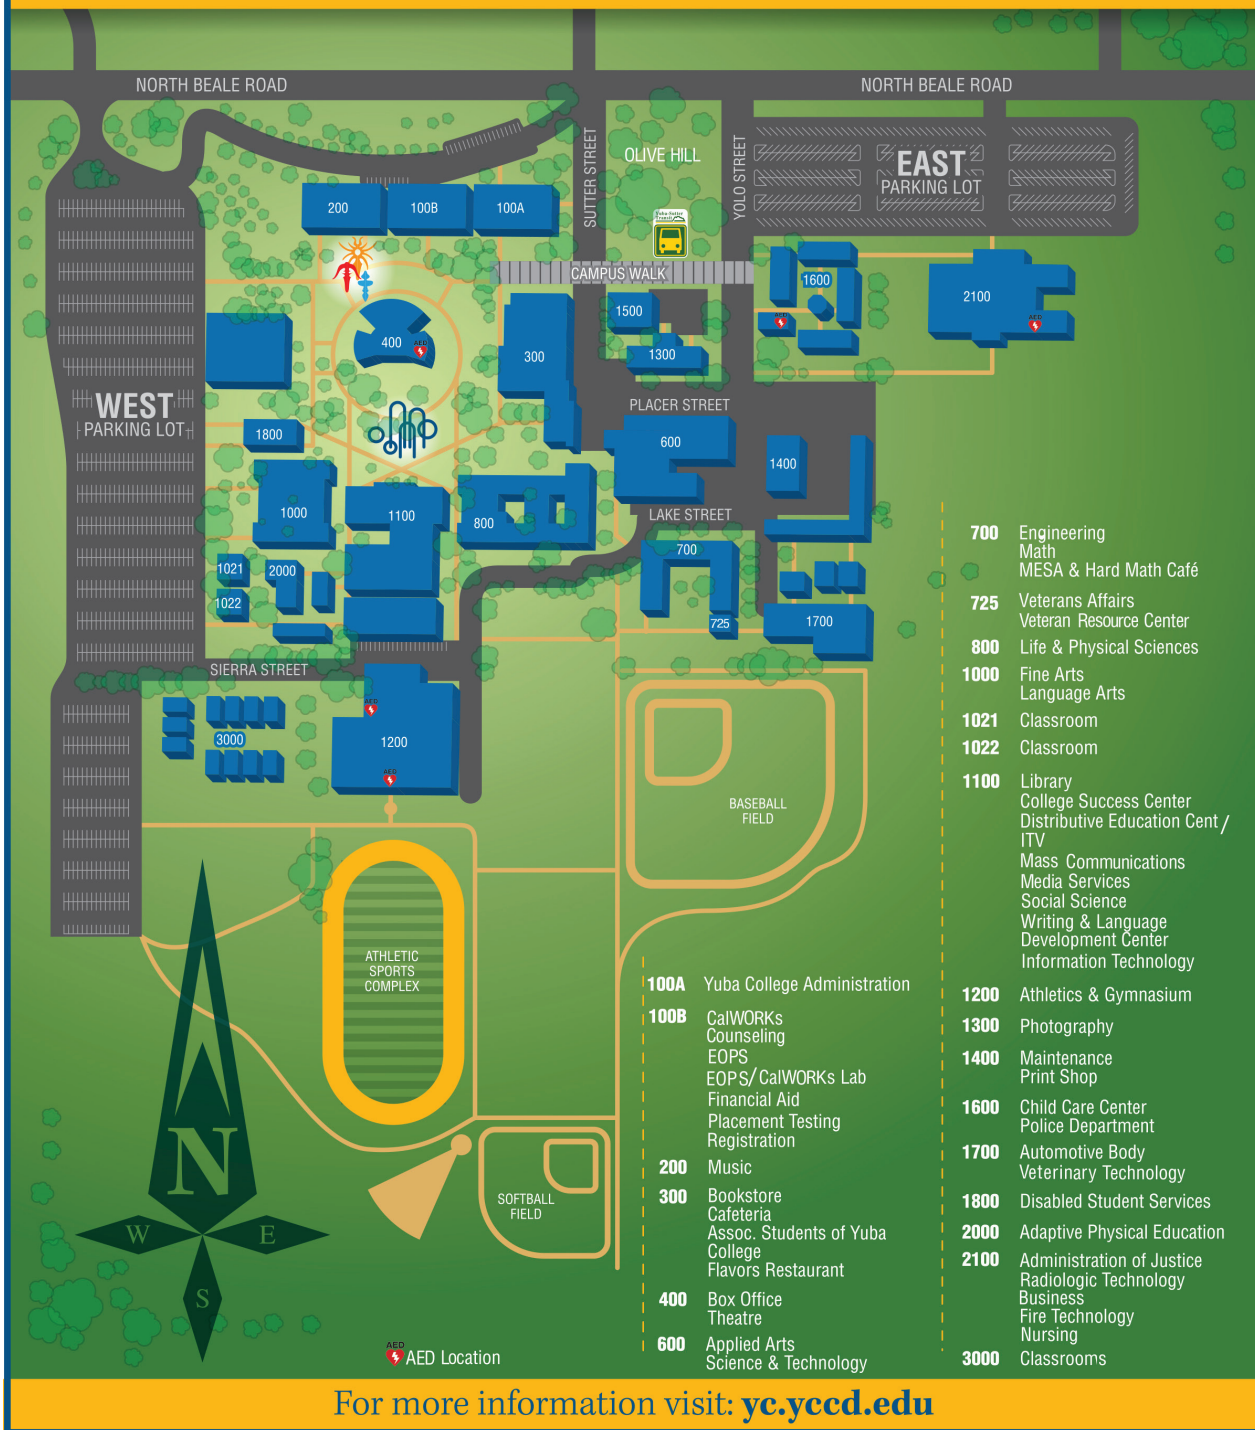 NORTH BEALE ROAD
NORTH BEALE ROAD
SUTTER STREET
OLIVE HILL
YOLO STREET
EAST
PARKING LOT
200
100B
100A
Yuba-Sutter
Transit
CAMPUS WALK
1600
2100
AED
AED
1500
400
AED
300
1300
WEST
PARKING LOT
PLACER STREET
1800
600
1400
1000
1100
800
LAKE STREET
700
1021
2000
1022
725
1700
SIERRA STREET
AED
3000
1200
AED
BASEBALL
FIELD
ATHLETIC
SPORTS
COMPLEX
SOFTBALL
FIELD
N
W
E
S
AED
AED Location
100A Yuba College Administration
100B CalWORKs
Counseling
EOPS
EOPS/CalWORKs Lab
Financial Aid
Placement Testing
Registration
200 Music
300 Bookstore
Cafeteria
Assoc. Students of Yuba
College
Flavors Restaurant
400 Box Office
Theatre
600 Applied Arts
Science & Technology
700 Engineering
Math
MESA & Hard Math Café
725 Veterans Affairs
Veteran Resource Center
800 Life & Physical Sciences
1000 Fine Arts
Language Arts
1021 Classroom
1022 Classroom
1100 Library
College Success Center
Distributive Education Cent /
ITV
Mass Communications
Media Services
Social Science
Writing & Language
Development Center
Information Technology
1200 Athletics & Gymnasium
1300 Photography
1400 Maintenance
Print Shop
1600 Child Care Center
Police Department
1700 Automotive Body
Veterinary Technology
1800 Disabled Student Services
2000 Adaptive Physical Education
2100 Administration of Justice
Radiologic Technology
Business
Fire Technology
Nursing
3000 Classrooms
For more information visit: yc.yccd.edu